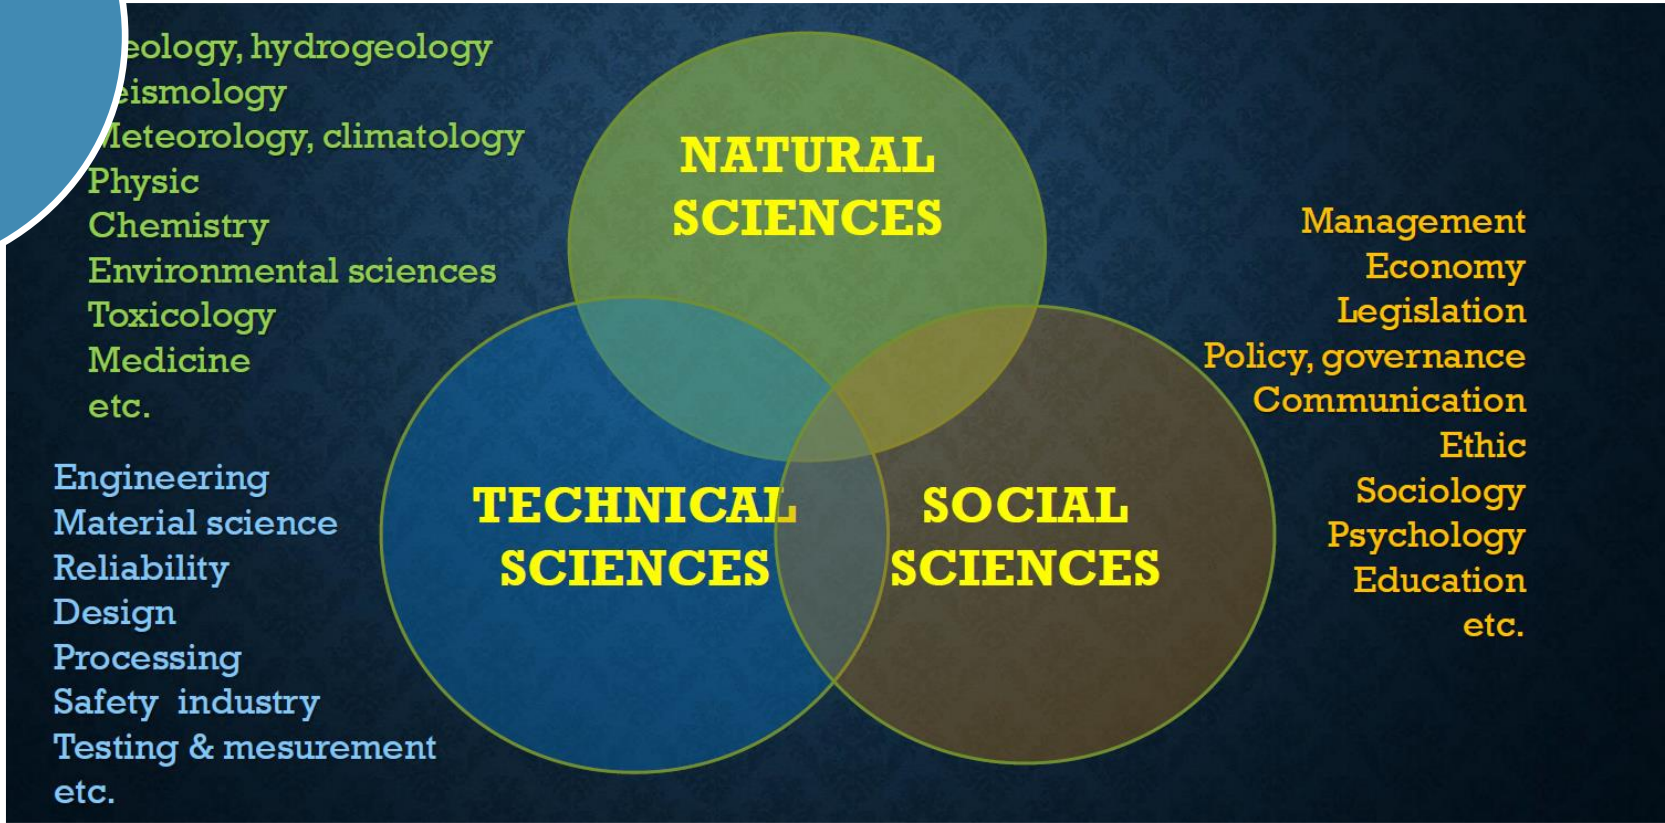 eology, hydrogeology
eismology
Meteorology, climatology
Physic
Chemistry
Environmental sciences
Toxicology
Medicine
etc.
Engineering
Material science
Reliability
Design
Processing
Safety industry
Testing & mesurement
etc.
NATURAL
SCIENCES
TECHNICAL
SCIENCES
SOCIAL
SCIENCES
Management
Economy
Legislation
Policy, governance
Communication
Ethic
Sociology
Psychology
Education
etc.